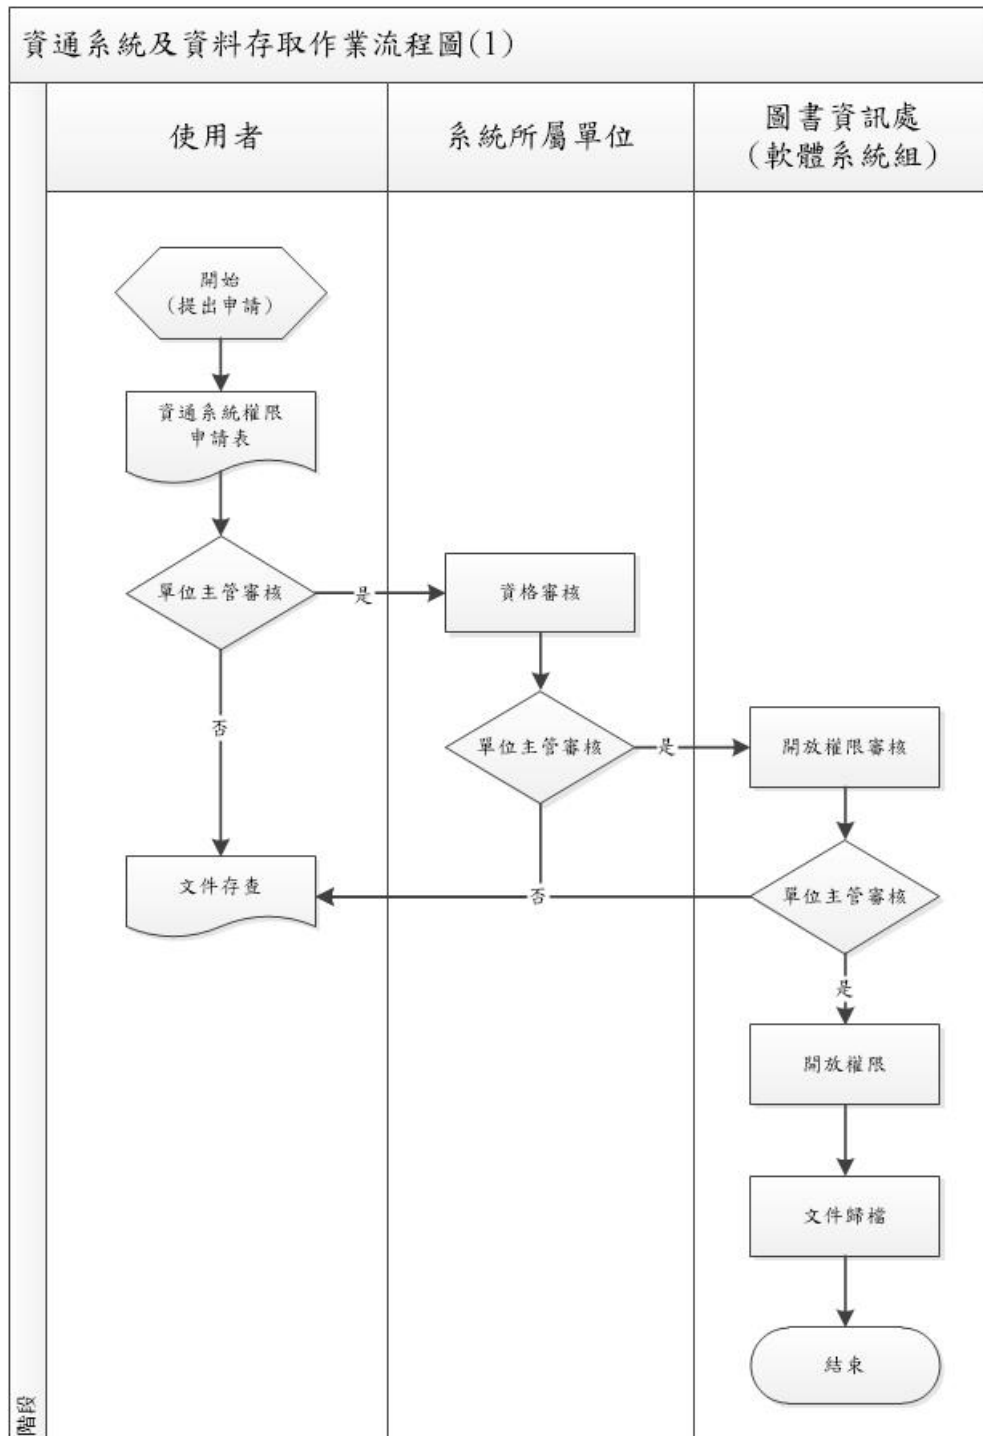 資通系統及資料存取作業流程圖(1)
使用者
系統所屬單位
圖書資訊處
(軟體系統組)
開始
(提出申請)
資通系統權限
申請表
單位主管審核
是
資格審核
否
單位主管審核
是
開放權限審核
文件存查
否
單位主管審核
是
開放權限
文件歸檔
結束
階段